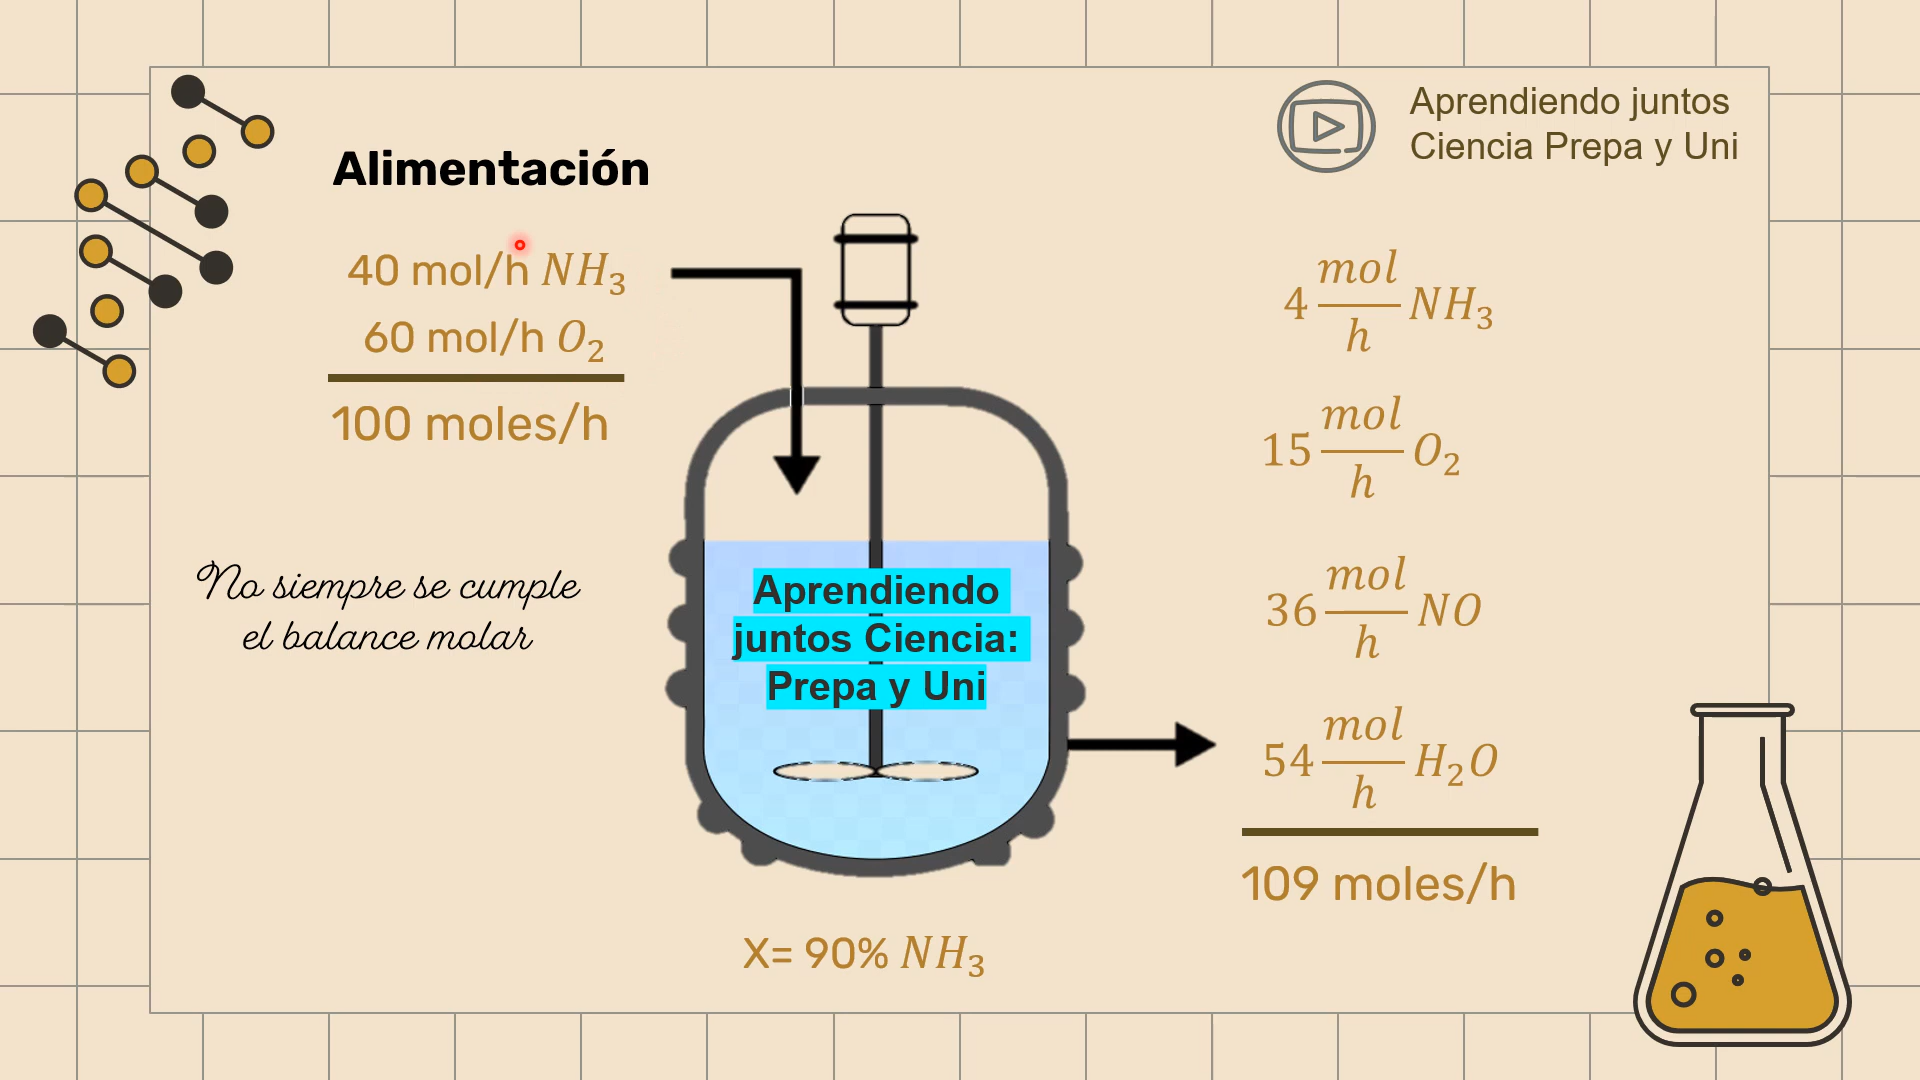 Aprendiendo juntos
Ciencia Prepa y Uni
Alimentación
40 mol/h NH₃
60 mol/h O₂
100 moles/h
No siempre se cumple
el balance molar
Aprendiendo
juntos Ciencia:
Prepa y Uni
X= 90% NH₃
4 mol/h NH₃
15 mol/h O₂
36 mol/h NO
54 mol/h H₂O
109 moles/h